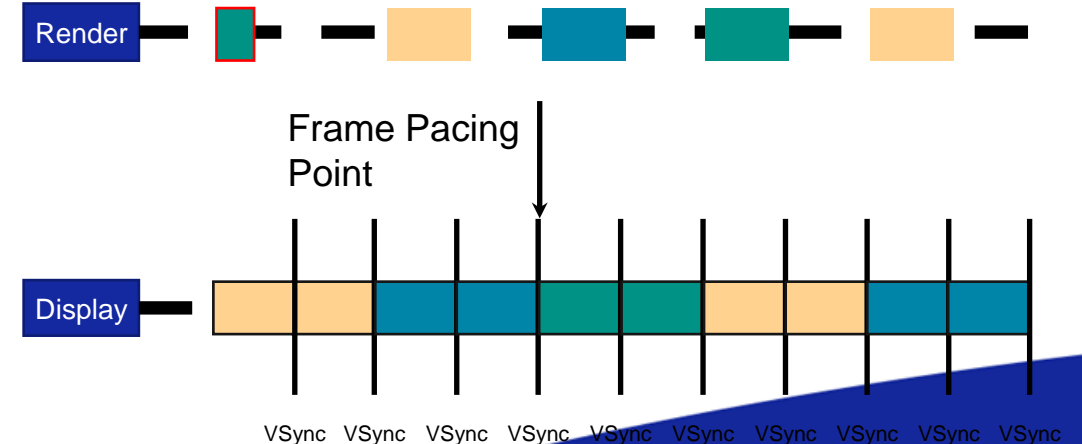 Render
Frame Pacing
Point
Display
VSync VSync VSync VSync VSync VSync VSync VSync VSync VSync